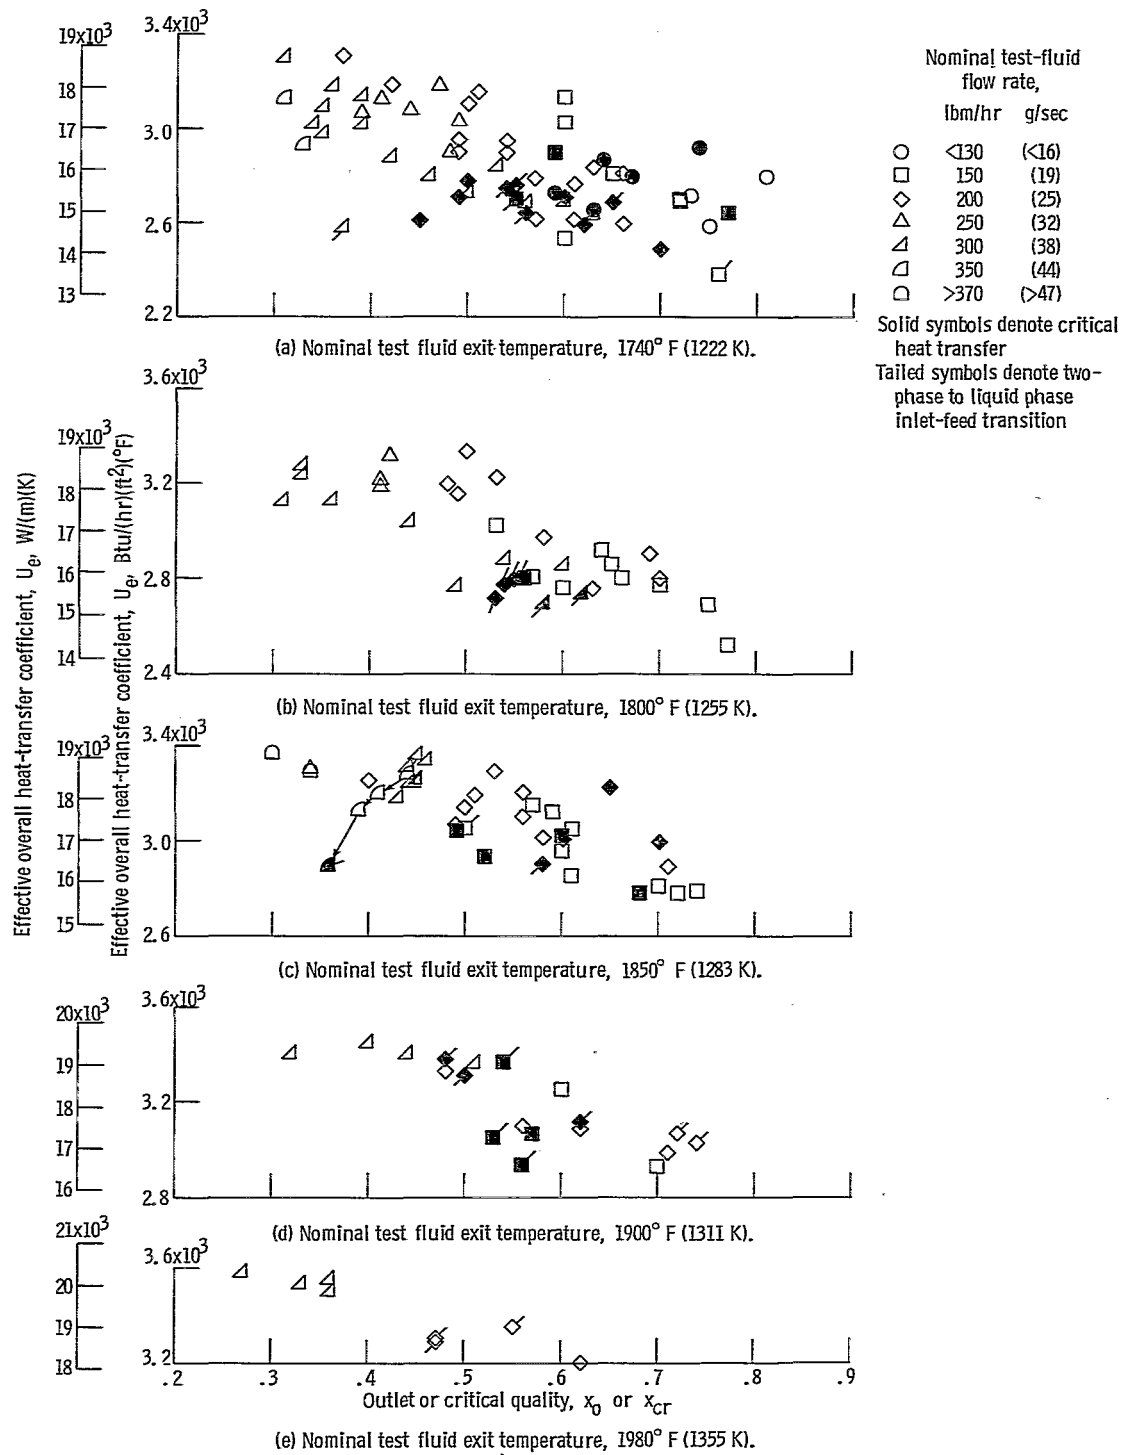 3.4x10³
19x10³
18
17
16
15
14
13
3.0
2.6
2.2
Nominal test-fluid
flow rate,
lbm/hr g/sec
<130 (<16)
150 (19)
200 (25)
250 (32)
300 (38)
350 (44)
>370 (>47)
Solid symbols denote critical
heat transfer
Tailed symbols denote two-
phase to liquid phase
inlet-feed transition
(a) Nominal test fluid exit temperature, 1740° F (1222 K).
3.6x10³
19x10³
18
17
16
15
14
3.2
2.8
2.4
(b) Nominal test fluid exit temperature, 1800° F (1255 K).
Effective overall heat-transfer coefficient, Ue, W/(m)(K)
Effective overall heat-transfer coefficient, Ue, Btu/(hr)(ft²)(°F)
3.4x10³
19x10³
18
17
16
15
3.0
2.6
(c) Nominal test fluid exit temperature, 1850° F (1283 K).
3.6x10³
20x10³
19
18
17
16
3.2
2.8
(d) Nominal test fluid exit temperature, 1900° F (1311 K).
21x10³
3.6x10³
20
19
18
3.2
.2 .3 .4 .5 .6 .7 .8 .9
Outlet or critical quality, xo or xcr
(e) Nominal test fluid exit temperature, 1980° F (1355 K).